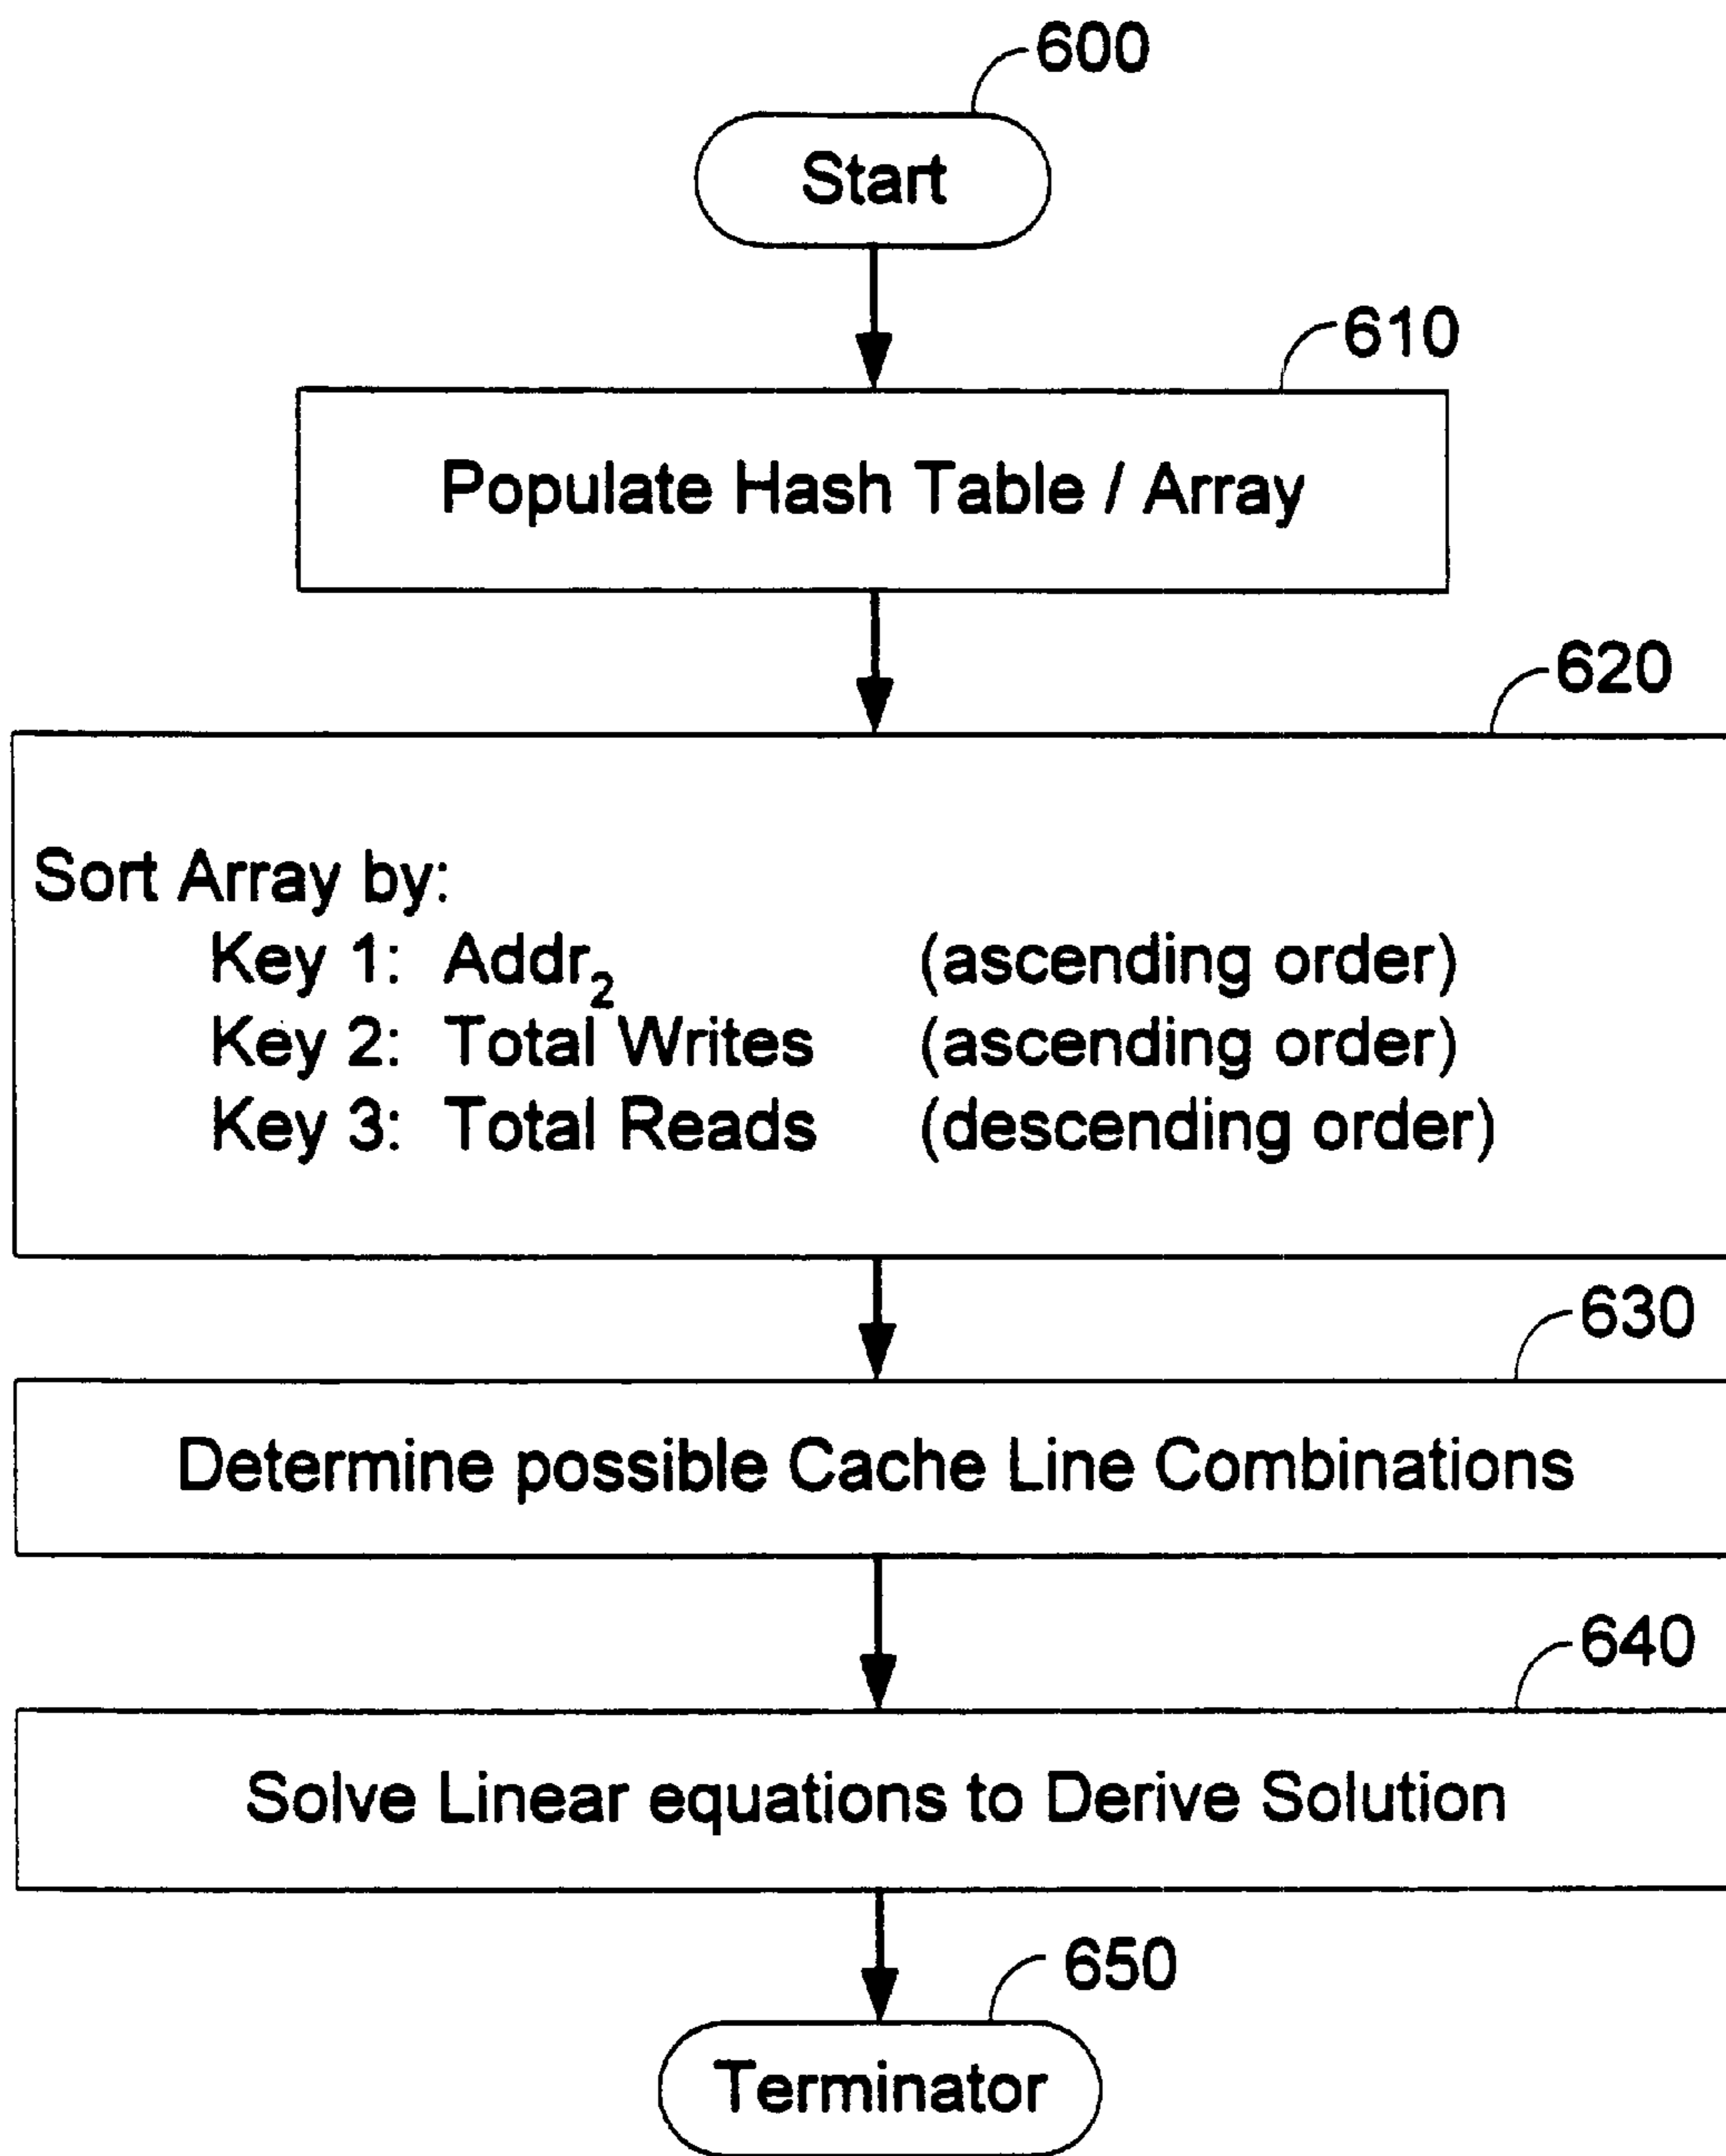 600
Start
610
Populate Hash Table / Array
620
Sort Array by:
Key 1: Addr₂ (ascending order)
Key 2: Total Writes (ascending order)
Key 3: Total Reads (descending order)
630
Determine possible Cache Line Combinations
640
Solve Linear equations to Derive Solution
650
Terminator